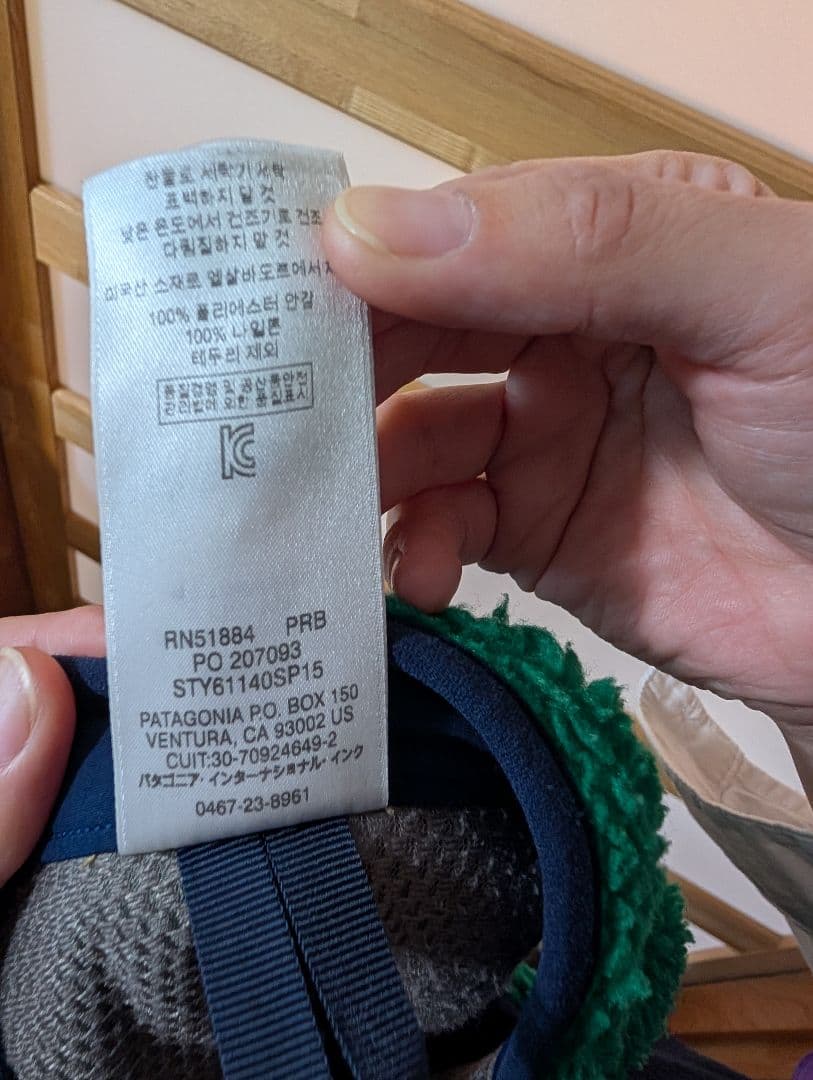 찬물로 세탁기 세탁
표백하지 말 것
낮은 온도에서 건조기로 건조
다림질하지 말 것
미국산 소재로 엘살바도르에서
100% 폴리에스터 안감
100% 나일론
테두리 제외
품질경영 및 공산품안전
관리법에 의한 품질표시
RN51884 PRB
PO 207093
STY61140SP15
PATAGONIA P.O. BOX 150
VENTURA, CA 93002 US
CUIT:30-70924649-2
パタゴニア・インターナショナル・インク
0467-23-8961